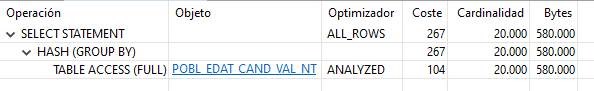 Operación Objeto Optimizador Coste Cardinalidad Bytes
SELECT STATEMENT ALL_ROWS 267 20.000 580.000
HASH (GROUP BY) 267 20.000 580.000
TABLE ACCESS (FULL) POBL_EDAT_CAND_VAL_NT ANALYZED 104 20.000 580.000